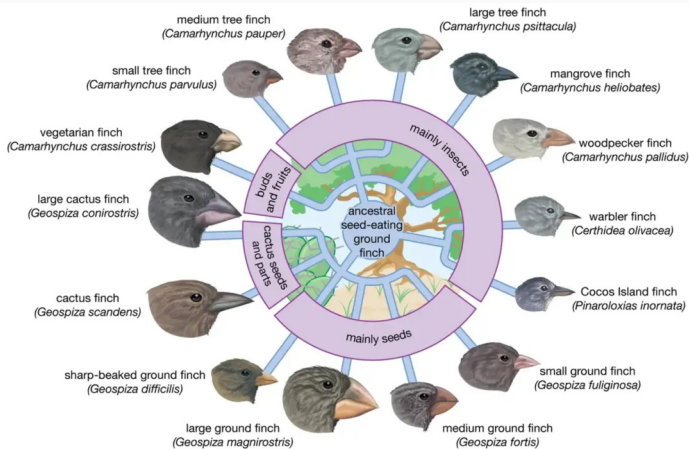 medium tree finch
(Camarhynchus pauper)
large tree finch
(Camarhynchus psittacula)
small tree finch
(Camarhynchus parvulus)
mangrove finch
(Camarhynchus heliobates)
vegetarian finch
(Camarhynchus crassirostris)
woodpecker finch
(Camarhynchus pallidus)
large cactus finch
(Geospiza conirostris)
warbler finch
(Certhidea olivacea)
cactus finch
(Geospiza scandens)
Cocos Island finch
(Pinaroloxias inornata)
sharp-beaked ground finch
(Geospiza difficilis)
small ground finch
(Geospiza fuliginosa)
large ground finch
(Geospiza magnirostris)
medium ground finch
(Geospiza fortis)
mainly insects
buds
and fruits
cactus seeds
and parts
mainly seeds
ancestral
seed-eating
ground
finch